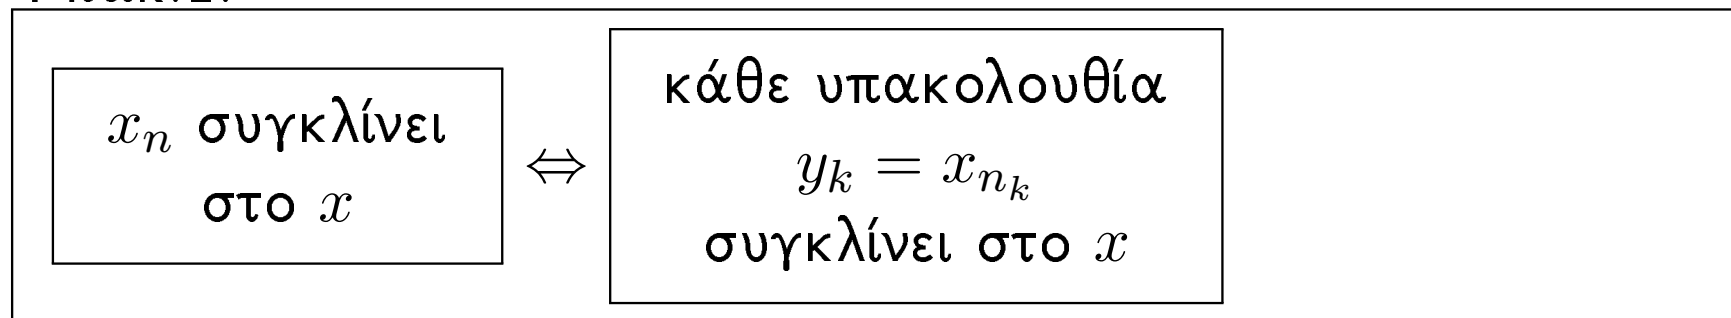 x_n συγκλίνει
στο x
⇔
κάθε υπακολουθία
y_k = x_{n_k}
συγκλίνει στο x